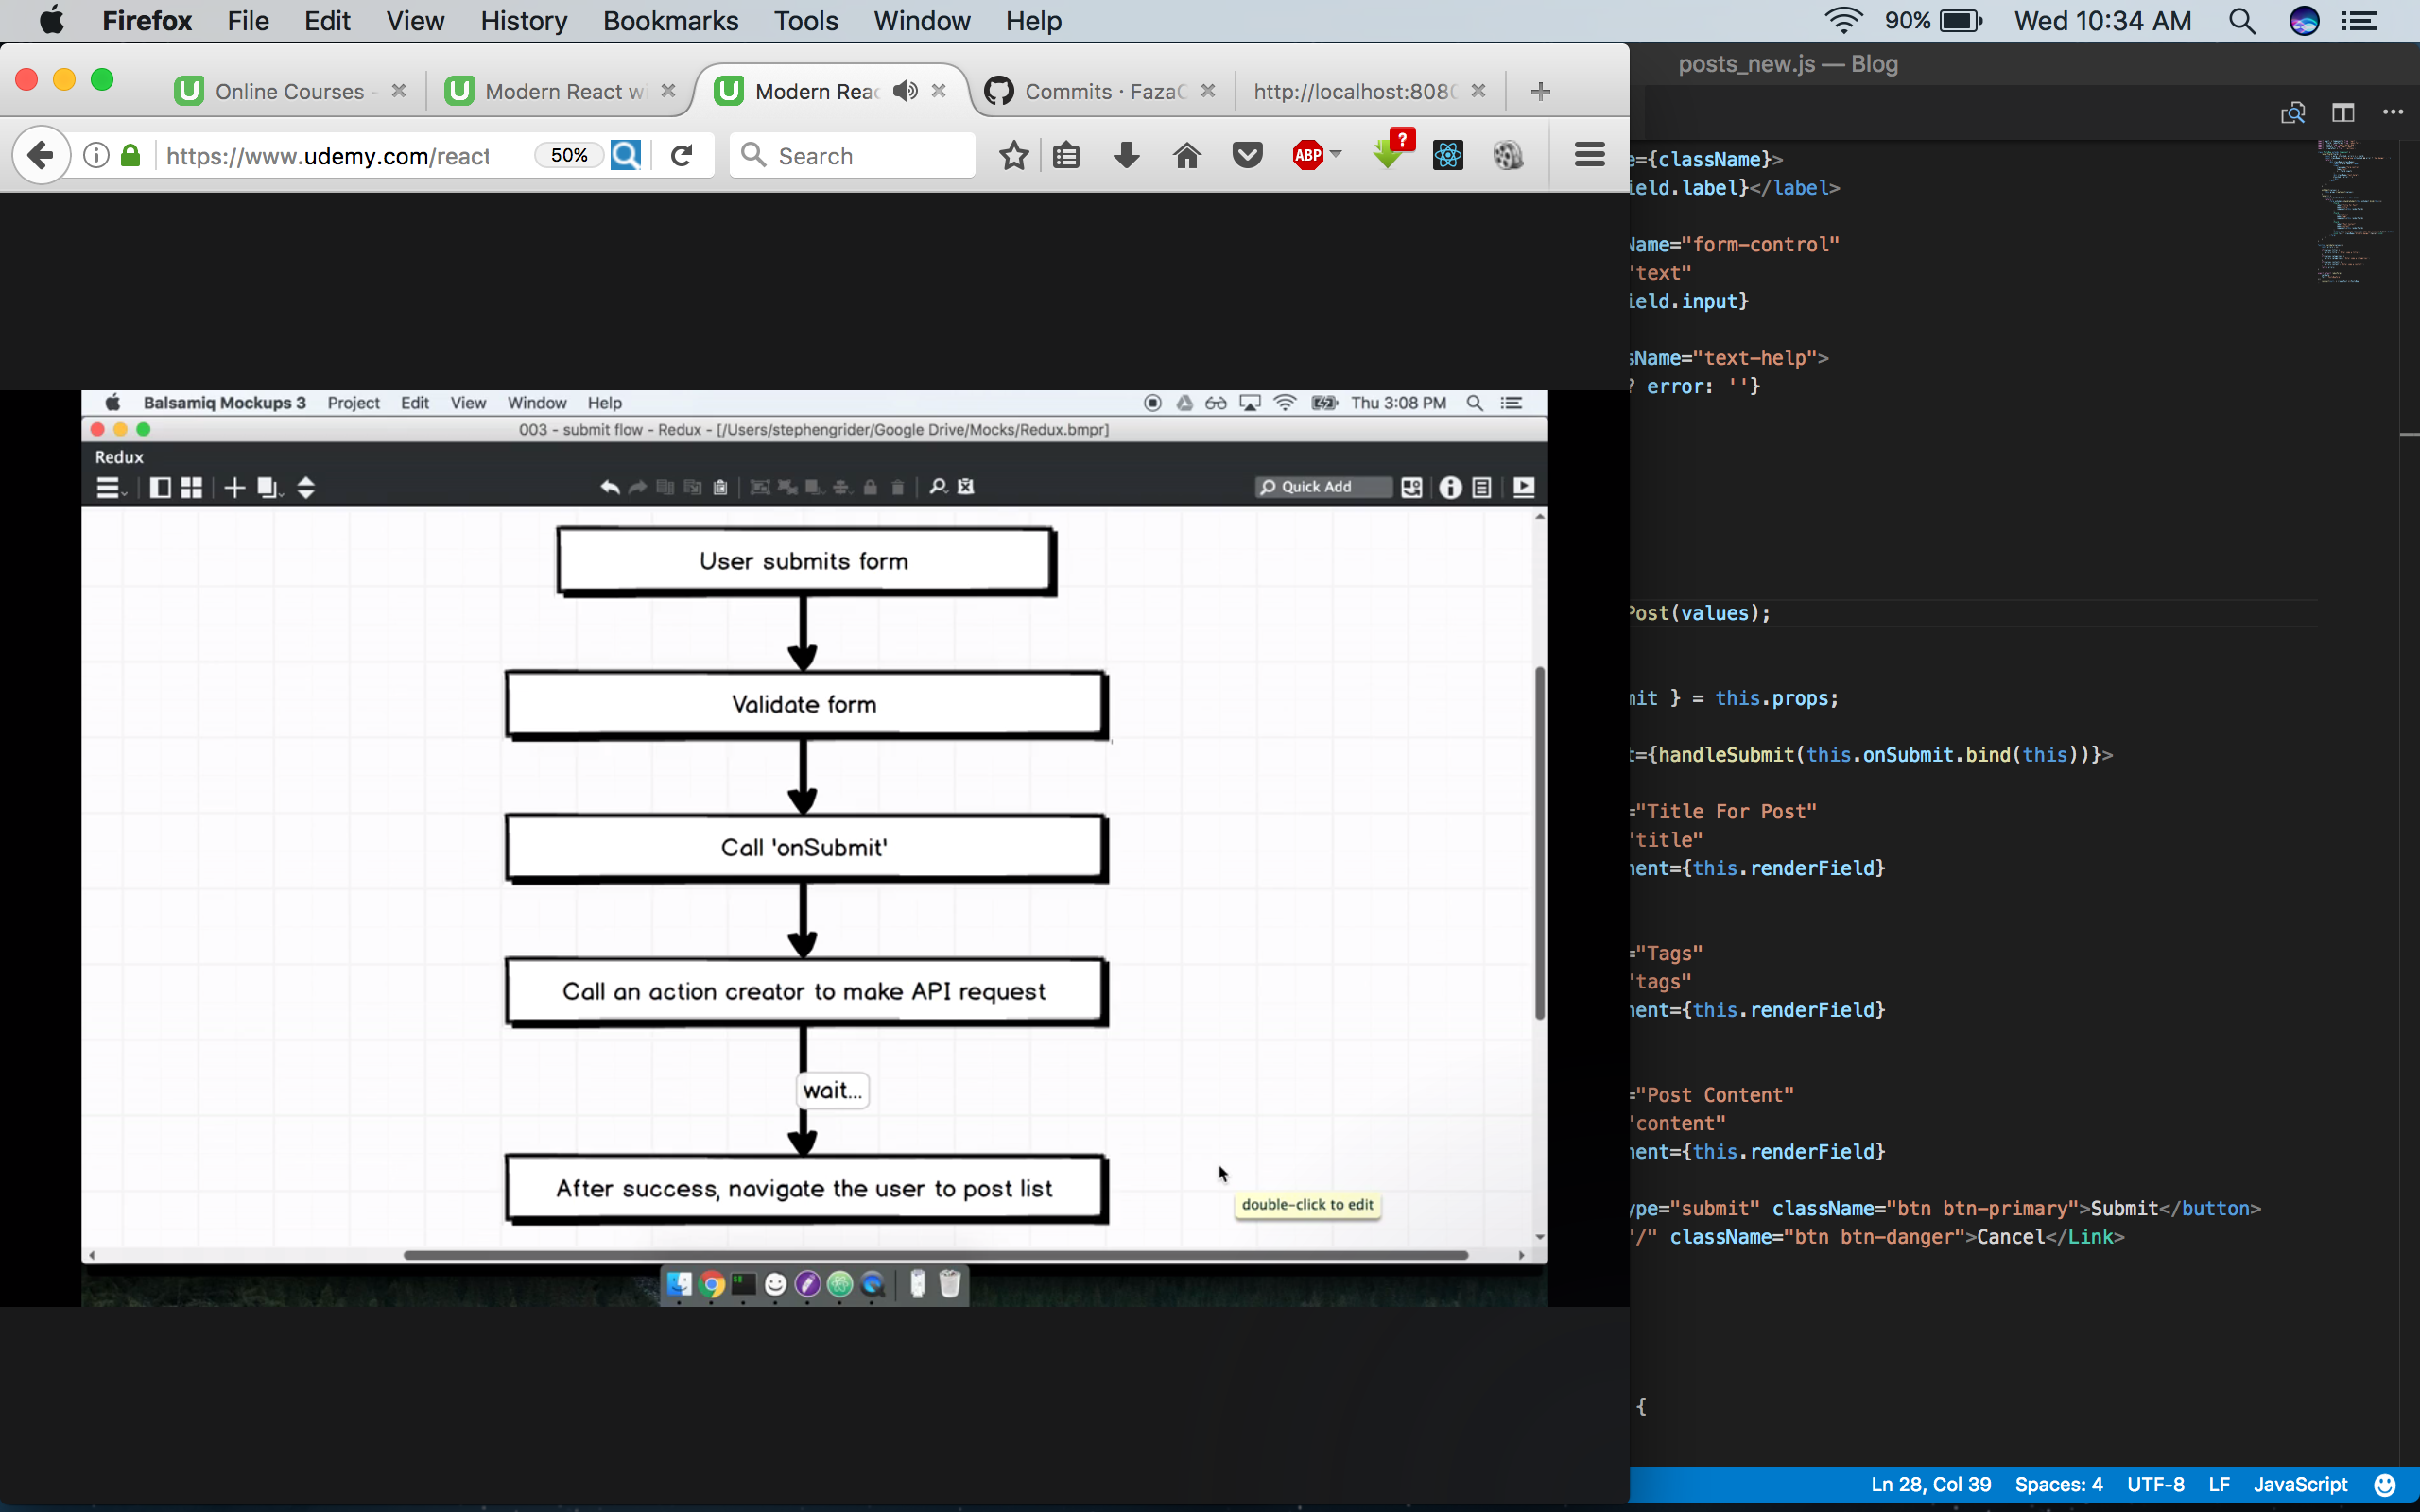 Firefox File Edit View History Bookmarks Tools Window Help 90% Wed 10:34 AM
Online Courses - Modern React wi Modern Reac Commits · FazaC http://localhost:808
https://www.udemy.com/react 50% Search ABP ?
Balsamiq Mockups 3 Project Edit View Window Help Thu 3:08 PM
003 - submit flow - Redux - [/Users/stephengrider/Google Drive/Mocks/Redux.bmpr]
Redux
Quick Add
User submits form
Validate form
Call 'onSubmit'
Call an action creator to make API request
wait...
After success, navigate the user to post list
double-click to edit
posts_new.js — Blog
e={className}>
ield.label}</label>
Name="form-control"
"text"
ield.input}
sName="text-help">
? error: ''}
Post(values);
mit } = this.props;
t={handleSubmit(this.onSubmit.bind(this))}>
="Title For Post"
"title"
nent={this.renderField}
="Tags"
"tags"
nent={this.renderField}
="Post Content"
"content"
nent={this.renderField}
ype="submit" className="btn btn-primary">Submit</button>
"/" className="btn btn-danger">Cancel</Link>
{
Ln 28, Col 39 Spaces: 4 UTF-8 LF JavaScript